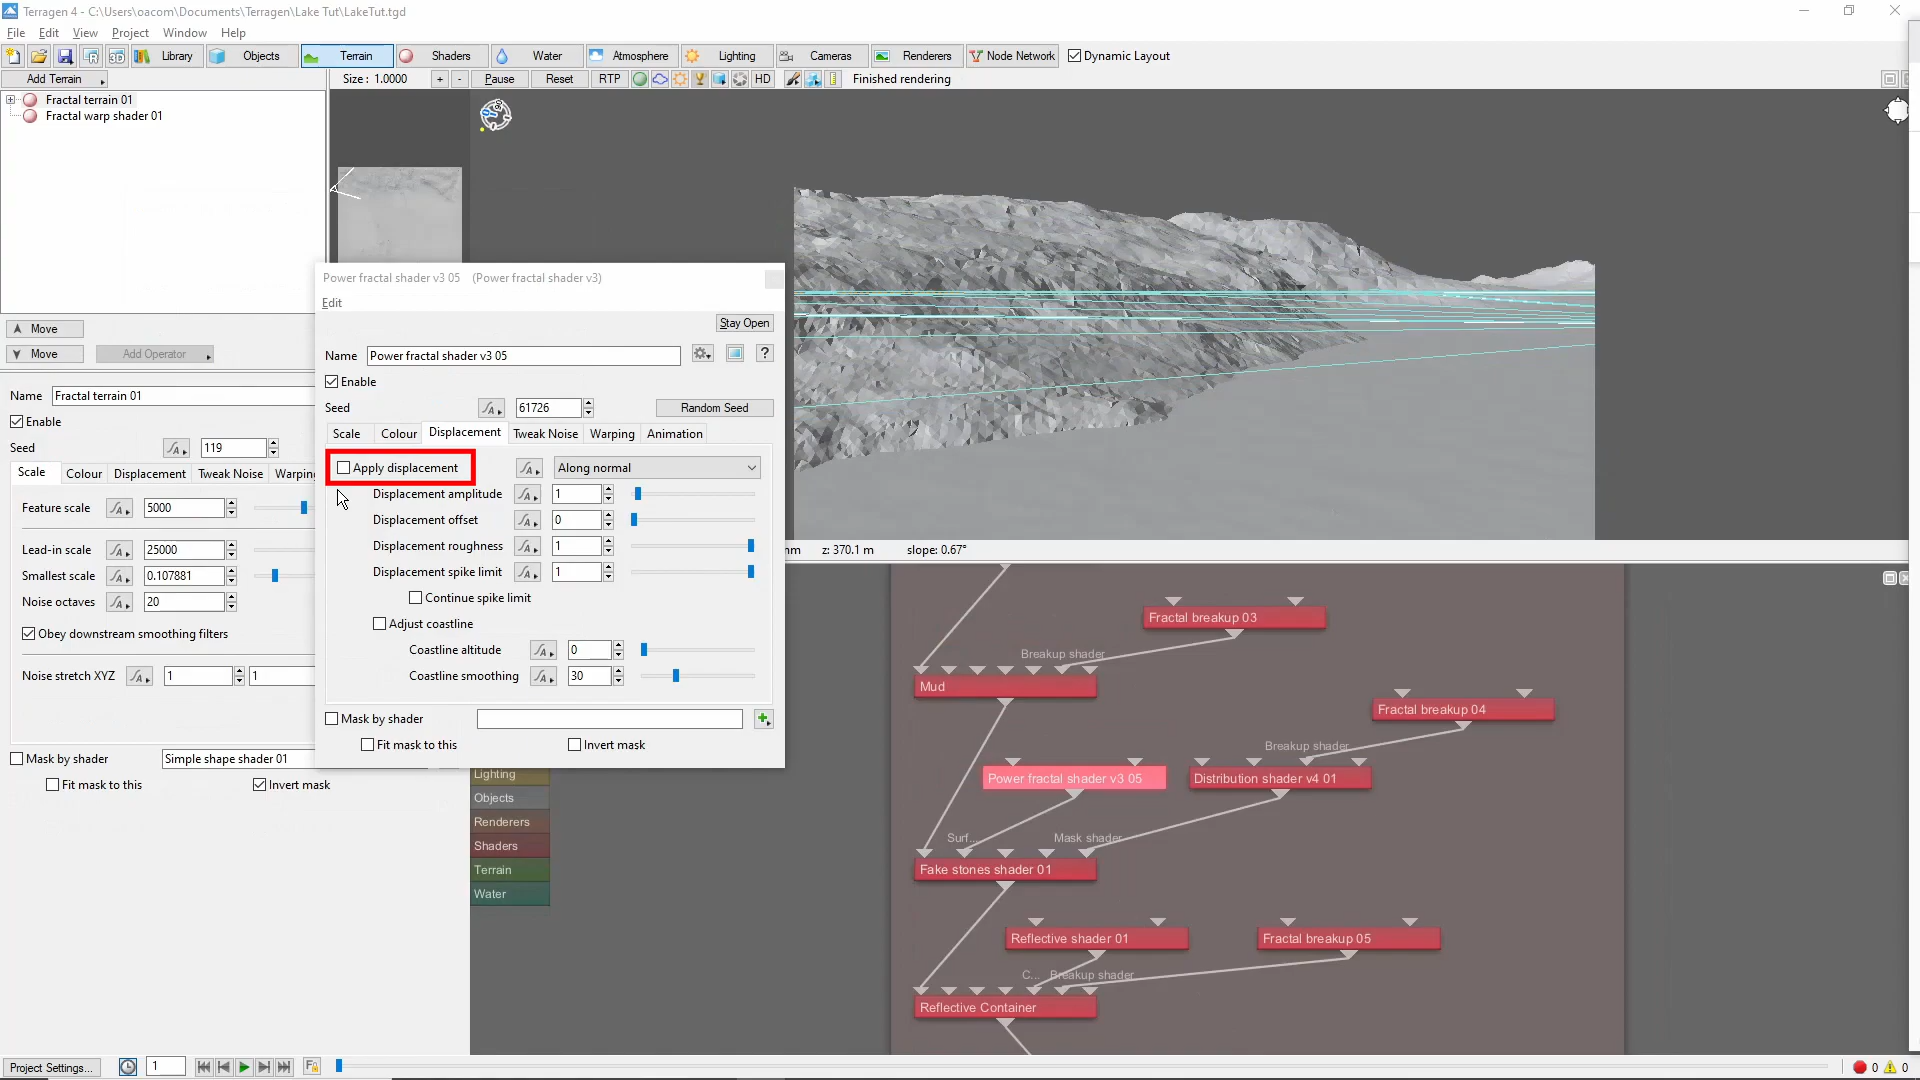 Terragen 4 - C:\Users\oacom\Documents\Terragen\Lake Tut\LakeTut.tgd
File Edit View Project Window Help
Library Objects Terrain Shaders Water Atmosphere Lighting Cameras Renderers Node Network Dynamic Layout
Add Terrain Size : 1.0000 + - Pause Reset RTP HD Finished rendering
Fractal terrain 01
Fractal warp shader 01
Move
Move Add Operator
Name Fractal terrain 01
Enable
Seed 119
Scale Colour Displacement Tweak Noise Warping
Feature scale 5000
Lead-in scale 25000
Smallest scale 0.107881
Noise octaves 20
Obey downstream smoothing filters
Noise stretch XYZ 1 1
Mask by shader Simple shape shader 01
Fit mask to this Invert mask
Power fractal shader v3 05 (Power fractal shader v3)
Edit
Stay Open
Name Power fractal shader v3 05 ?
Enable
Seed 61726 Random Seed
Scale Colour Displacement Tweak Noise Warping Animation
Apply displacement Along normal
Displacement amplitude 1
Displacement offset 0
Displacement roughness 1
Displacement spike limit 1
Continue spike limit
Adjust coastline
Coastline altitude 0
Coastline smoothing 30
Mask by shader
Fit mask to this Invert mask
z: 370.1 m slope: 0.67°
Lighting
Objects
Renderers
Shaders
Terrain
Water
Fractal breakup 03
Breakup shader
Mud
Fractal breakup 04
Breakup shader
Power fractal shader v3 05 Distribution shader v4 01
Surf... Mask shader
Fake stones shader 01
Reflective shader 01 Fractal breakup 05
C... Breakup shader
Reflective Container
Project Settings... 1 0 0